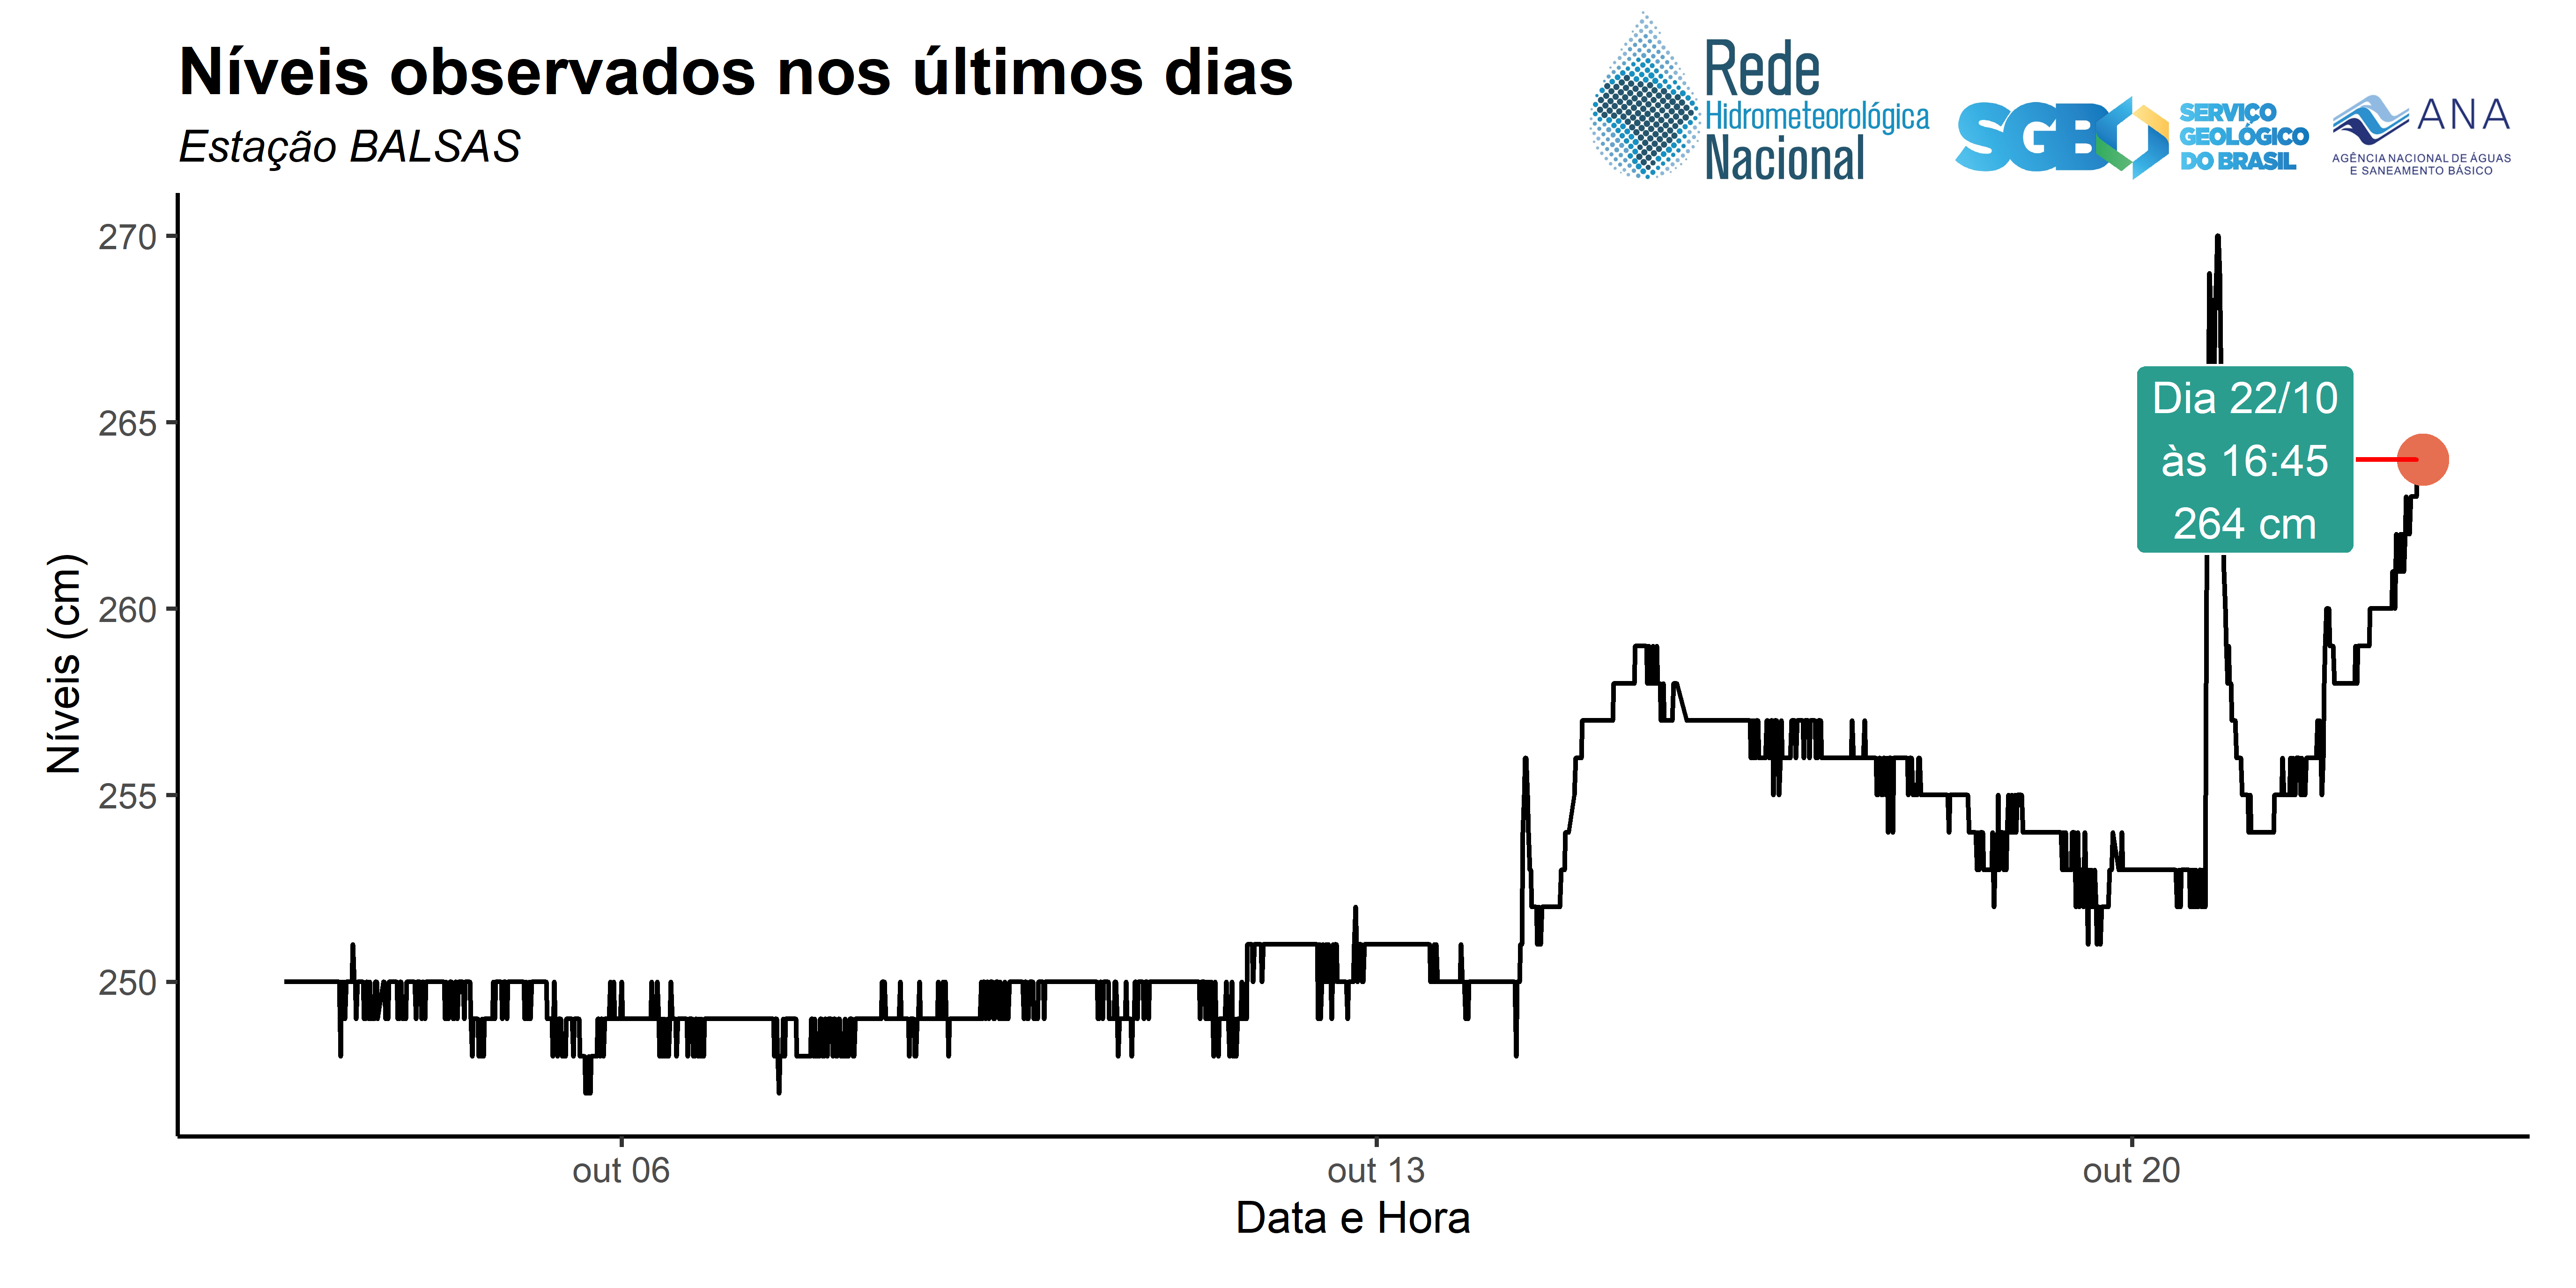 Níveis observados nos últimos dias
Estação BALSAS
Rede
Hidrometeorológica
Nacional
SGB
SERVIÇO
GEOLÓGICO
DO BRASIL
ANA
AGÊNCIA NACIONAL DE ÁGUAS
E SANEAMENTO BÁSICO
270
265
260
255
250
Níveis (cm)
Dia 22/10
às 16:45
264 cm
out 06
out 13
out 20
Data e Hora